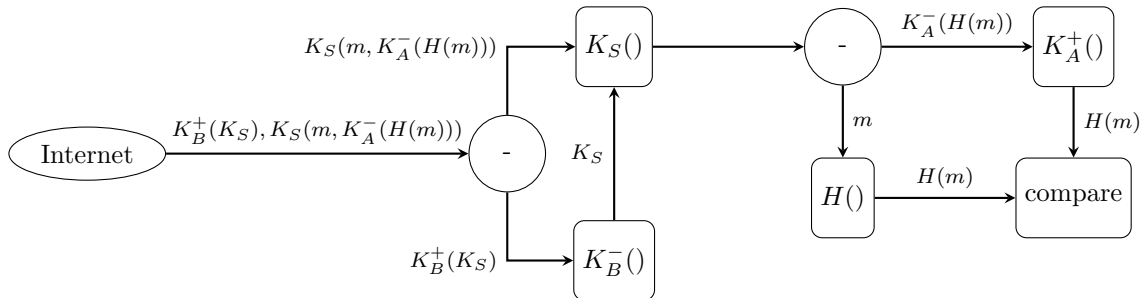 K_S(m, K_A^-(H(m)))
K_S()
-
K_A^-(H(m))
K_A^+()
Internet
K_B^+(K_S), K_S(m, K_A^-(H(m)))
-
K_S
m
H(m)
H()
H(m)
compare
K_B^+(K_S)
K_B^-()